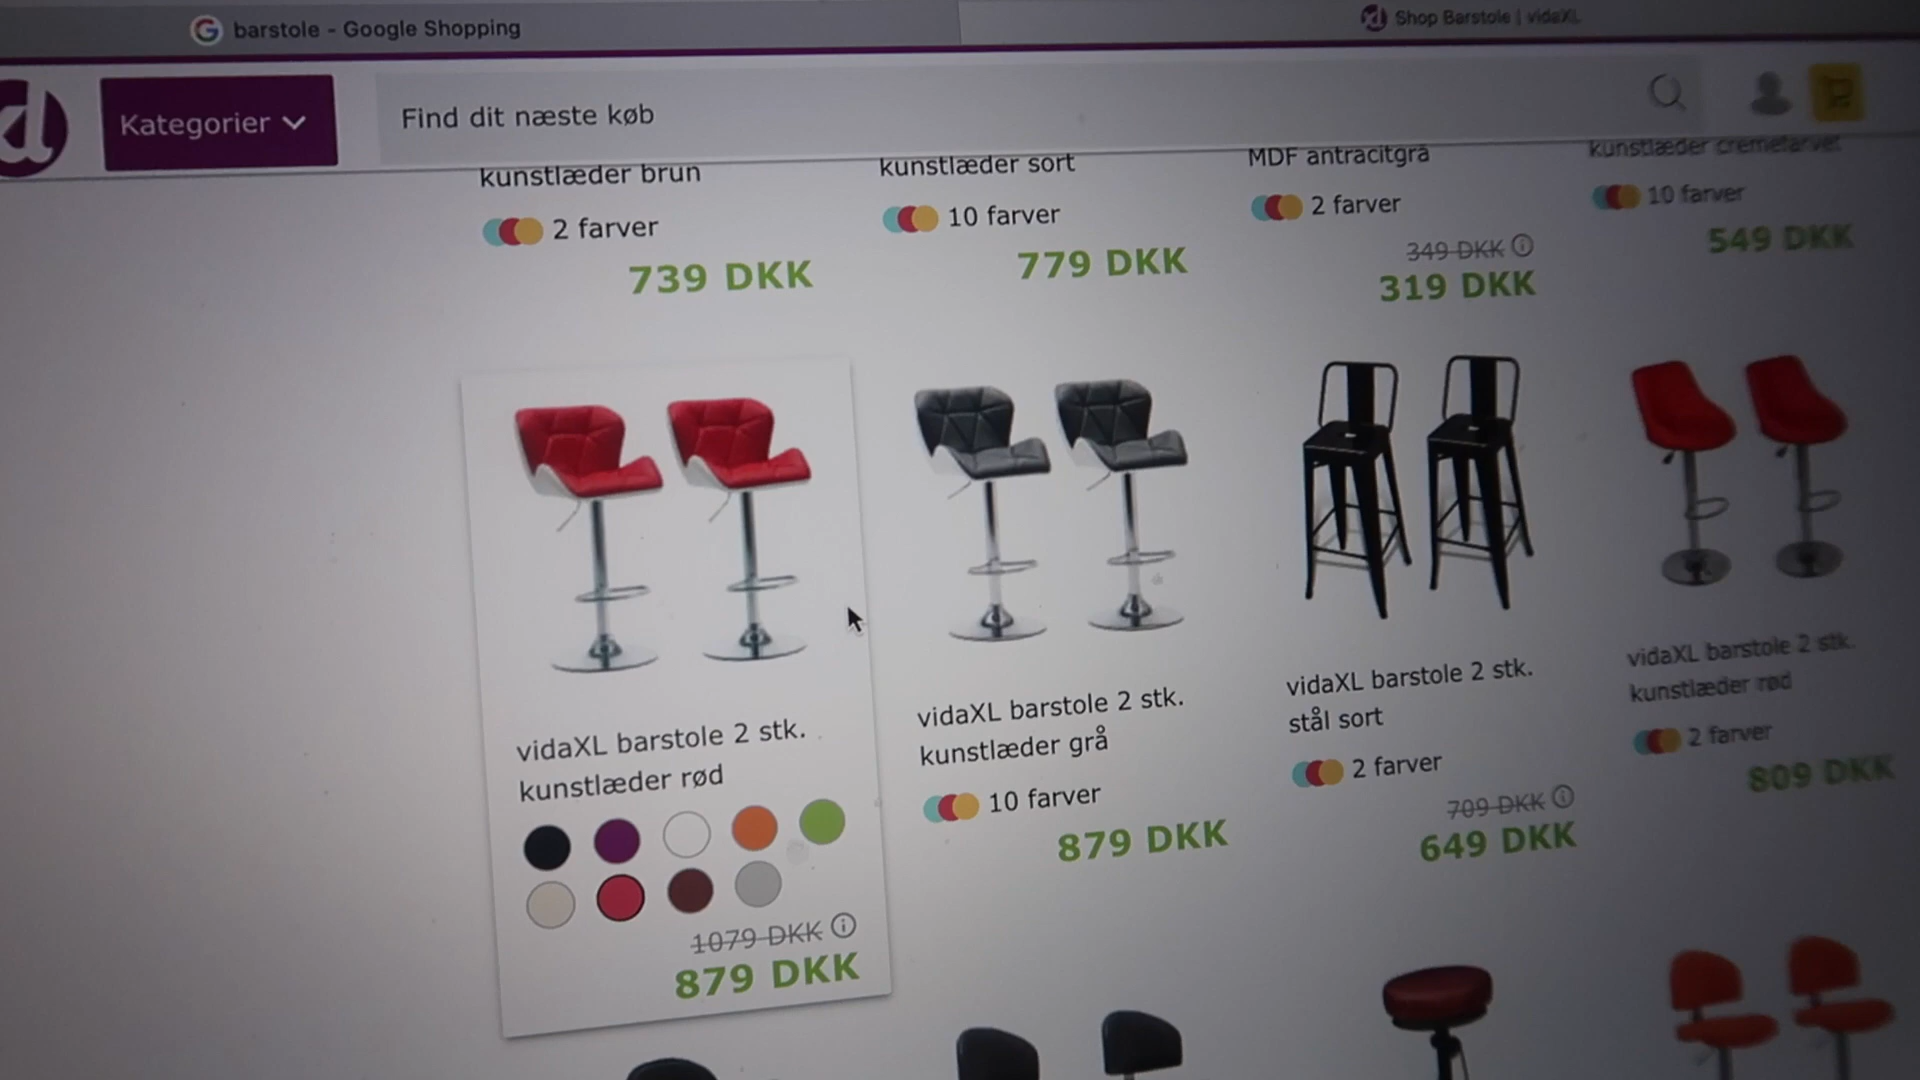 barstole - Google Shopping
Shop Barstole | vidaXL
Kategorier
Find dit næste køb
kunstlæder brun
2 farver
739 DKK
kunstlæder sort
10 farver
779 DKK
MDF antracitgrå
2 farver
349 DKK
319 DKK
kunstlæder cremefarvet
10 farver
549 DKK
vidaXL barstole 2 stk.
kunstlæder rød
1079 DKK
879 DKK
vidaXL barstole 2 stk.
kunstlæder grå
10 farver
879 DKK
vidaXL barstole 2 stk.
stål sort
2 farver
709 DKK
649 DKK
vidaXL barstole 2 stk.
kunstlæder rød
2 farver
809 DKK